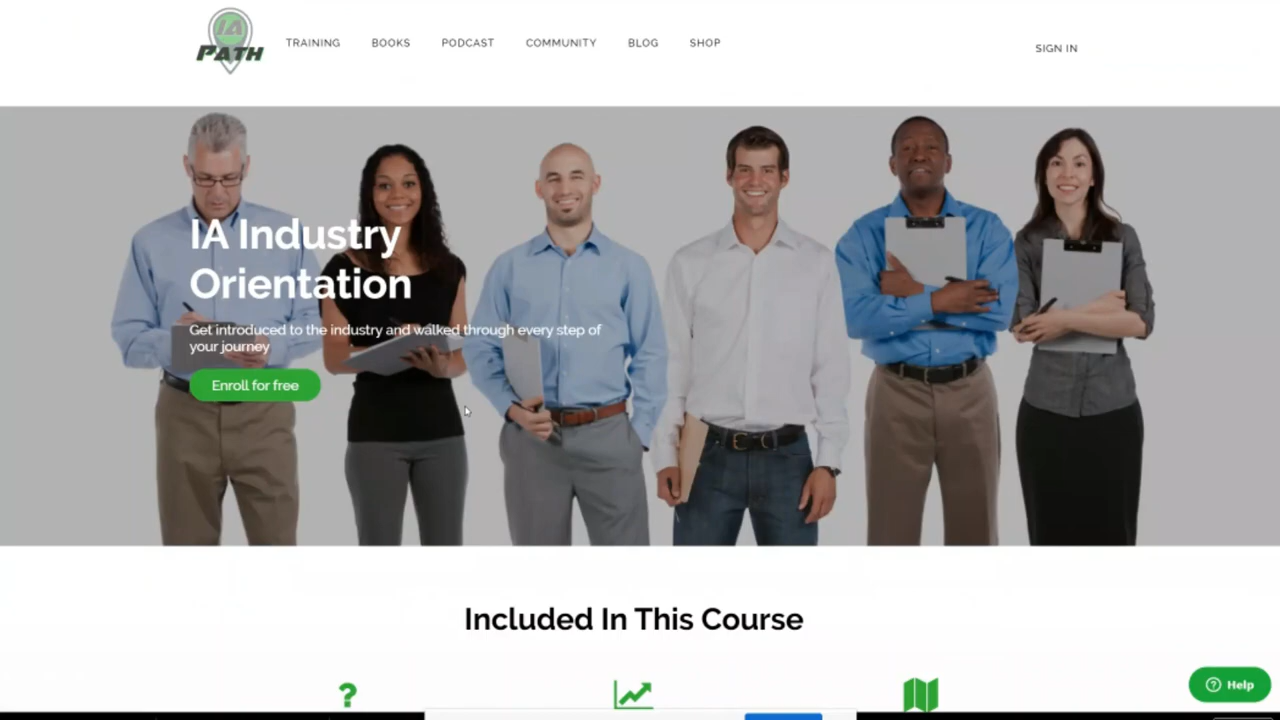 IA
PATH
TRAINING
BOOKS
PODCAST
COMMUNITY
BLOG
SHOP
SIGN IN
IA Industry
Orientation
Get introduced to the industry and walked through every step of
your journey
Enroll for free
Included In This Course
?
? Help